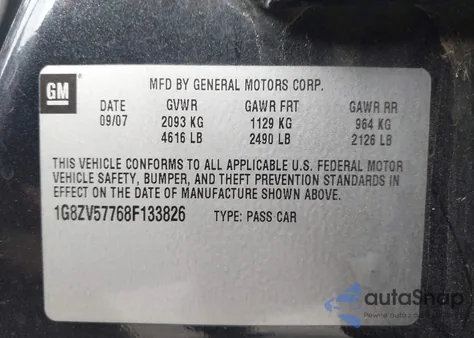 GM
MFD BY GENERAL MOTORS CORP.
DATE GVWR GAWR FRT GAWR RR
09/07 2093 KG 1129 KG 964 KG
4616 LB 2490 LB 2126 LB
THIS VEHICLE CONFORMS TO ALL APPLICABLE U.S. FEDERAL MOTOR
VEHICLE SAFETY, BUMPER, AND THEFT PREVENTION STANDARDS IN
EFFECT ON THE DATE OF MANUFACTURE SHOWN ABOVE.
1G8ZV57768F133826 TYPE: PASS CAR
autoSnap